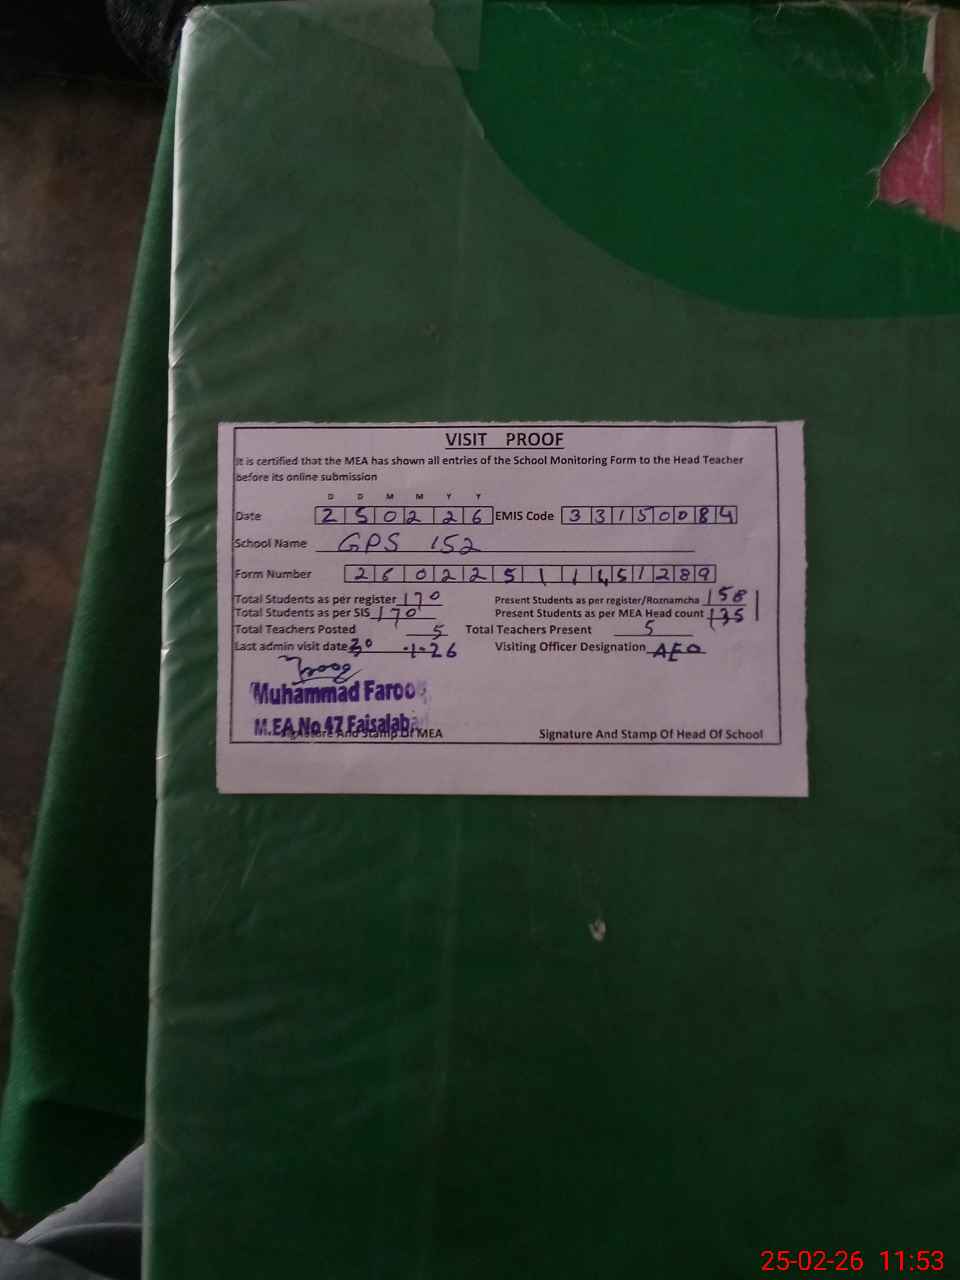 VISIT PROOF
It is certified that the MEA has shown all entries of the School Monitoring Form to the Head Teacher
before its online submission
D D M M Y Y
Date 2 5 0 2 2 6 EMIS Code 3 3 1 5 0 0 8 4
School Name GPS 152
Form Number 2 6 0 2 2 5 1 1 1 4 5 1 2 8 9
Total Students as per register 170 Present Students as per register/Roznamcha 158
Total Students as per SIS 170 Present Students as per MEA Head count 135
Total Teachers Posted 5 Total Teachers Present 5
Last admin visit date 30 -1-26 Visiting Officer Designation AEO
Muhammad Farooq
M.E.A No.47 Faisalabad
Signature And Stamp Of MEA Signature And Stamp Of Head Of School
25-02-26 11:53